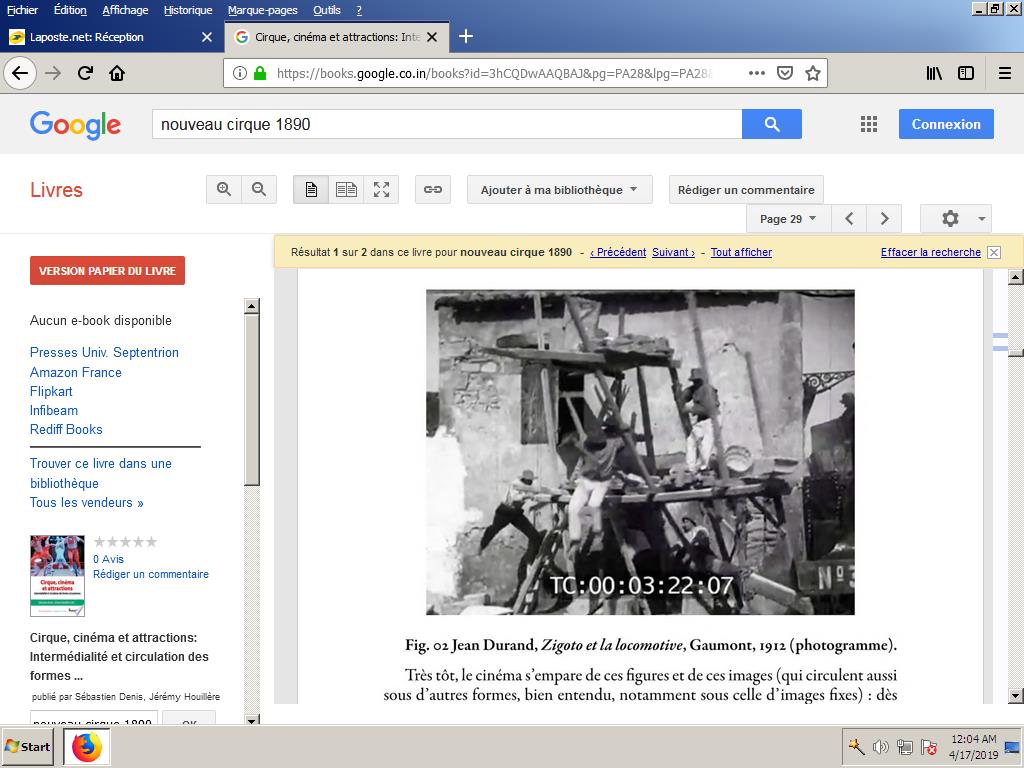 Fichier Édition Affichage Historique Marque-pages Outils ?
Laposte.net: Réception
Cirque, cinéma et attractions: Inte
https://books.google.co.in/books?id=3hCQDwAAQBAJ&pg=PA28&lpg=PA28&
Google
nouveau cirque 1890
Connexion
Livres
Ajouter à ma bibliothèque
Rédiger un commentaire
Page 29
Résultat 1 sur 2 dans ce livre pour nouveau cirque 1890 - ‹ Précédent Suivant › - Tout afficher
Effacer la recherche
VERSION PAPIER DU LIVRE
Aucun e-book disponible
Presses Univ. Septentrion
Amazon France
Flipkart
Infibeam
Rediff Books
Trouver ce livre dans une
bibliothèque
Tous les vendeurs »
0 Avis
Rédiger un commentaire
Cirque, cinéma
et attractions
Cirque, cinéma et attractions:
Intermédialité et circulation des
formes ...
publié par Sébastien Denis, Jérémy Houillère
nouveau cirque 1890
OK
TC:00:03:22:07
Nº3
Fig. 02 Jean Durand, Zigoto et la locomotive, Gaumont, 1912 (photogramme).
Très tôt, le cinéma s’empare de ces figures et de ces images (qui circulent aussi
sous d’autres formes, bien entendu, notamment sous celle d’images fixes) : dès
Start
12:04 AM
4/17/2019